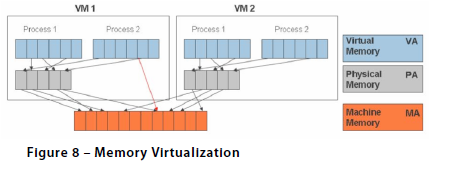 VM 1
VM 2
Process 1
Process 2
Process 1
Process 2
Virtual VA
Memory
Physical PA
Memory
Machine MA
Memory
Figure 8 – Memory Virtualization